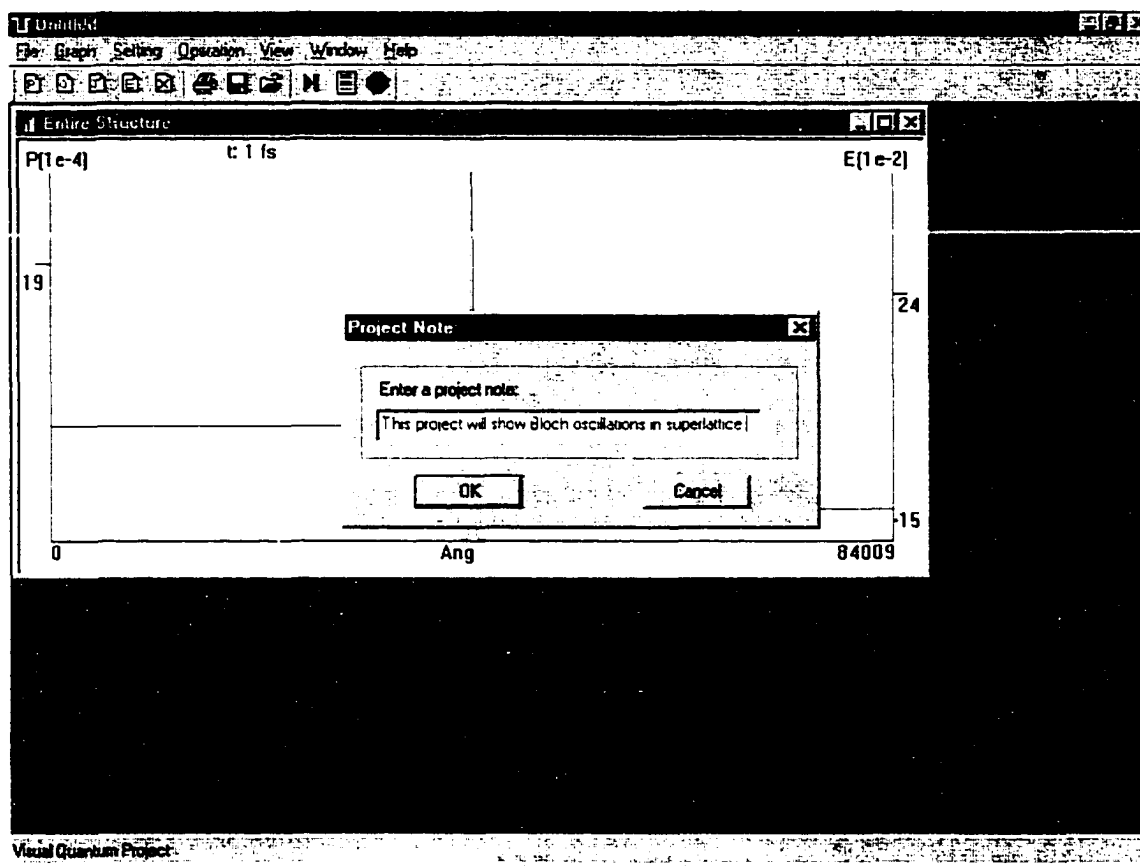 Untitled
File Graph Setting Operation View Window Help
Entire Structure
P(1e-4) t: 1 fs E(1e-2)
19
24
Project Note
Enter a project note:
This project will show Bloch oscillations in superlattice
OK Cancel
-15
0 Ang 84009
Visual Quantum Project